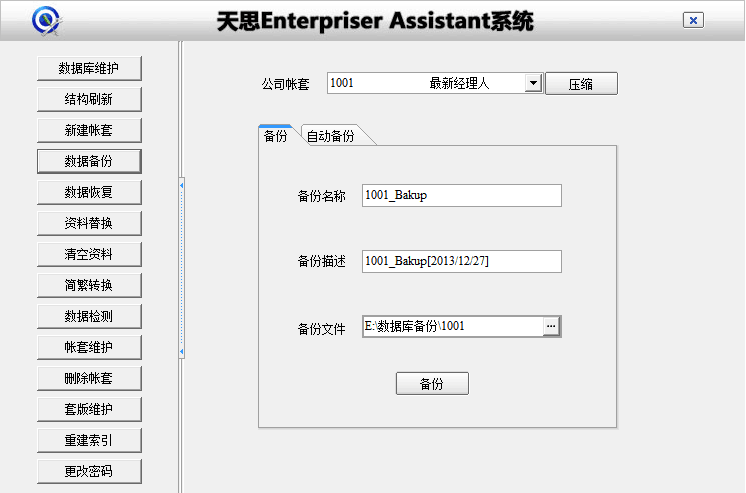 天思Enterpriser Assistant系统
数据库维护
结构刷新
新建帐套
数据备份
数据恢复
资料替换
清空资料
简繁转换
数据检测
帐套维护
删除帐套
套版维护
重建索引
更改密码
公司帐套 1001 最新经理人 压缩
备份 自动备份
备份名称 1001_Bakup
备份描述 1001_Bakup[2013/12/27]
备份文件 E:\数据库备份\1001 ...
备份